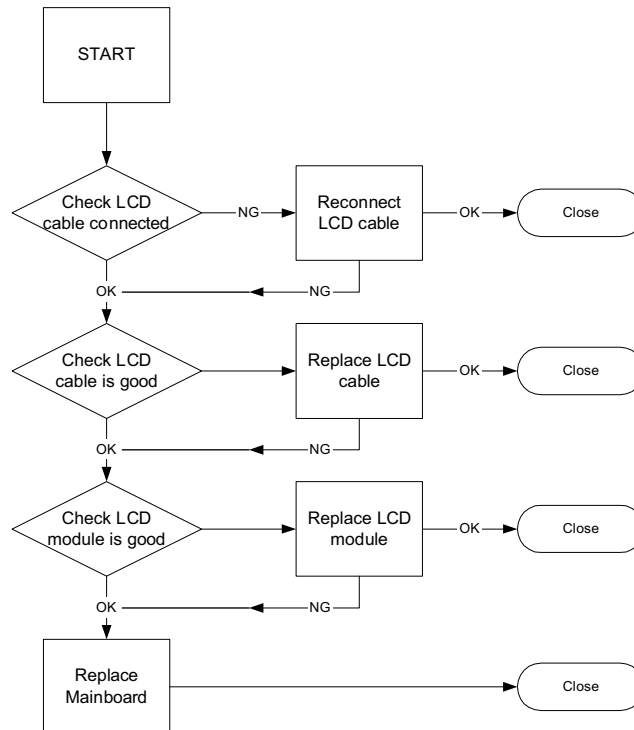 START
Check LCD
cable connected
NG
Reconnect
LCD cable
OK
Close
OK
NG
Check LCD
cable is good
Replace LCD
cable
OK
Close
OK
NG
Check LCD
module is good
Replace LCD
module
OK
Close
OK
NG
Replace
Mainboard
Close